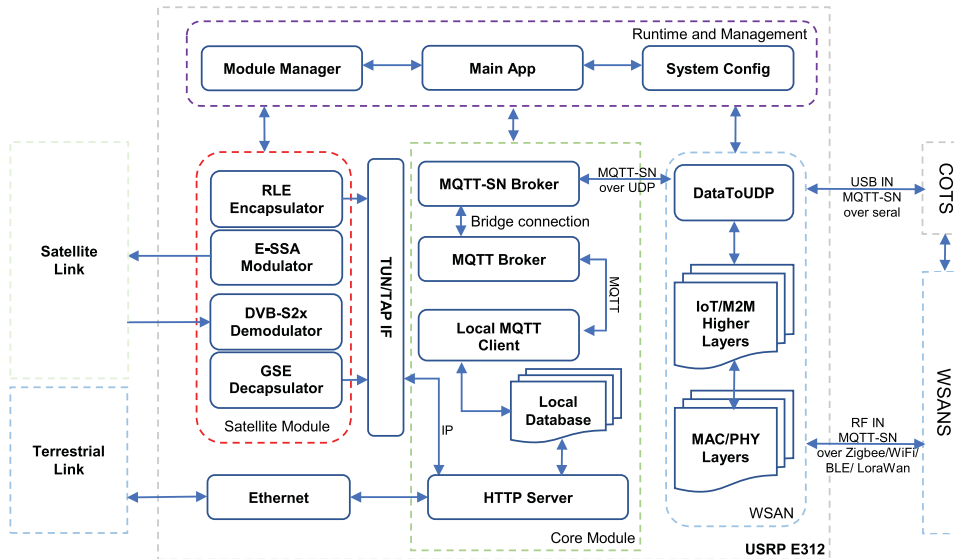 Runtime and Management
Module Manager
Main App
System Config
RLE
Encapsulator
E-SSA
Modulator
DVB-S2x
Demodulator
GSE
Decapsulator
Satellite Module
TUN/TAP IF
MQTT-SN Broker
Bridge connection
MQTT Broker
MQTT
Local MQTT
Client
Local
Database
IP
HTTP Server
Core Module
Ethernet
MQTT-SN
over UDP
DataToUDP
IoT/M2M
Higher
Layers
MAC/PHY
Layers
WSAN
USRP E312
Satellite
Link
Terrestrial
Link
USB IN
MQTT-SN
over seral
COTS
RF IN
MQTT-SN
over Zigbee/WiFi/
BLE/ LoraWan
WSANS